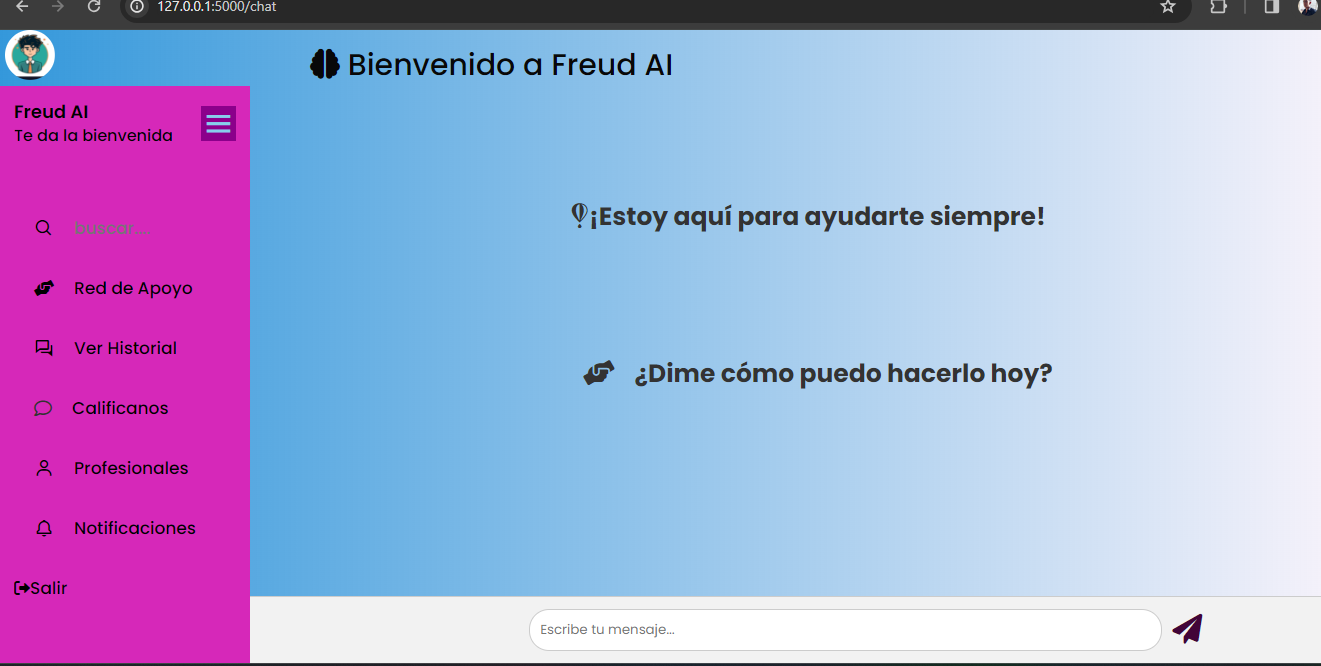 127.0.0.1:5000/chat
Bienvenido a Freud AI
Freud AI
Te da la bienvenida
¡Estoy aquí para ayudarte siempre!
buscar...
Red de Apoyo
Ver Historial
¿Dime cómo puedo hacerlo hoy?
Calificanos
Profesionales
Notificaciones
Salir
Escribe tu mensaje...